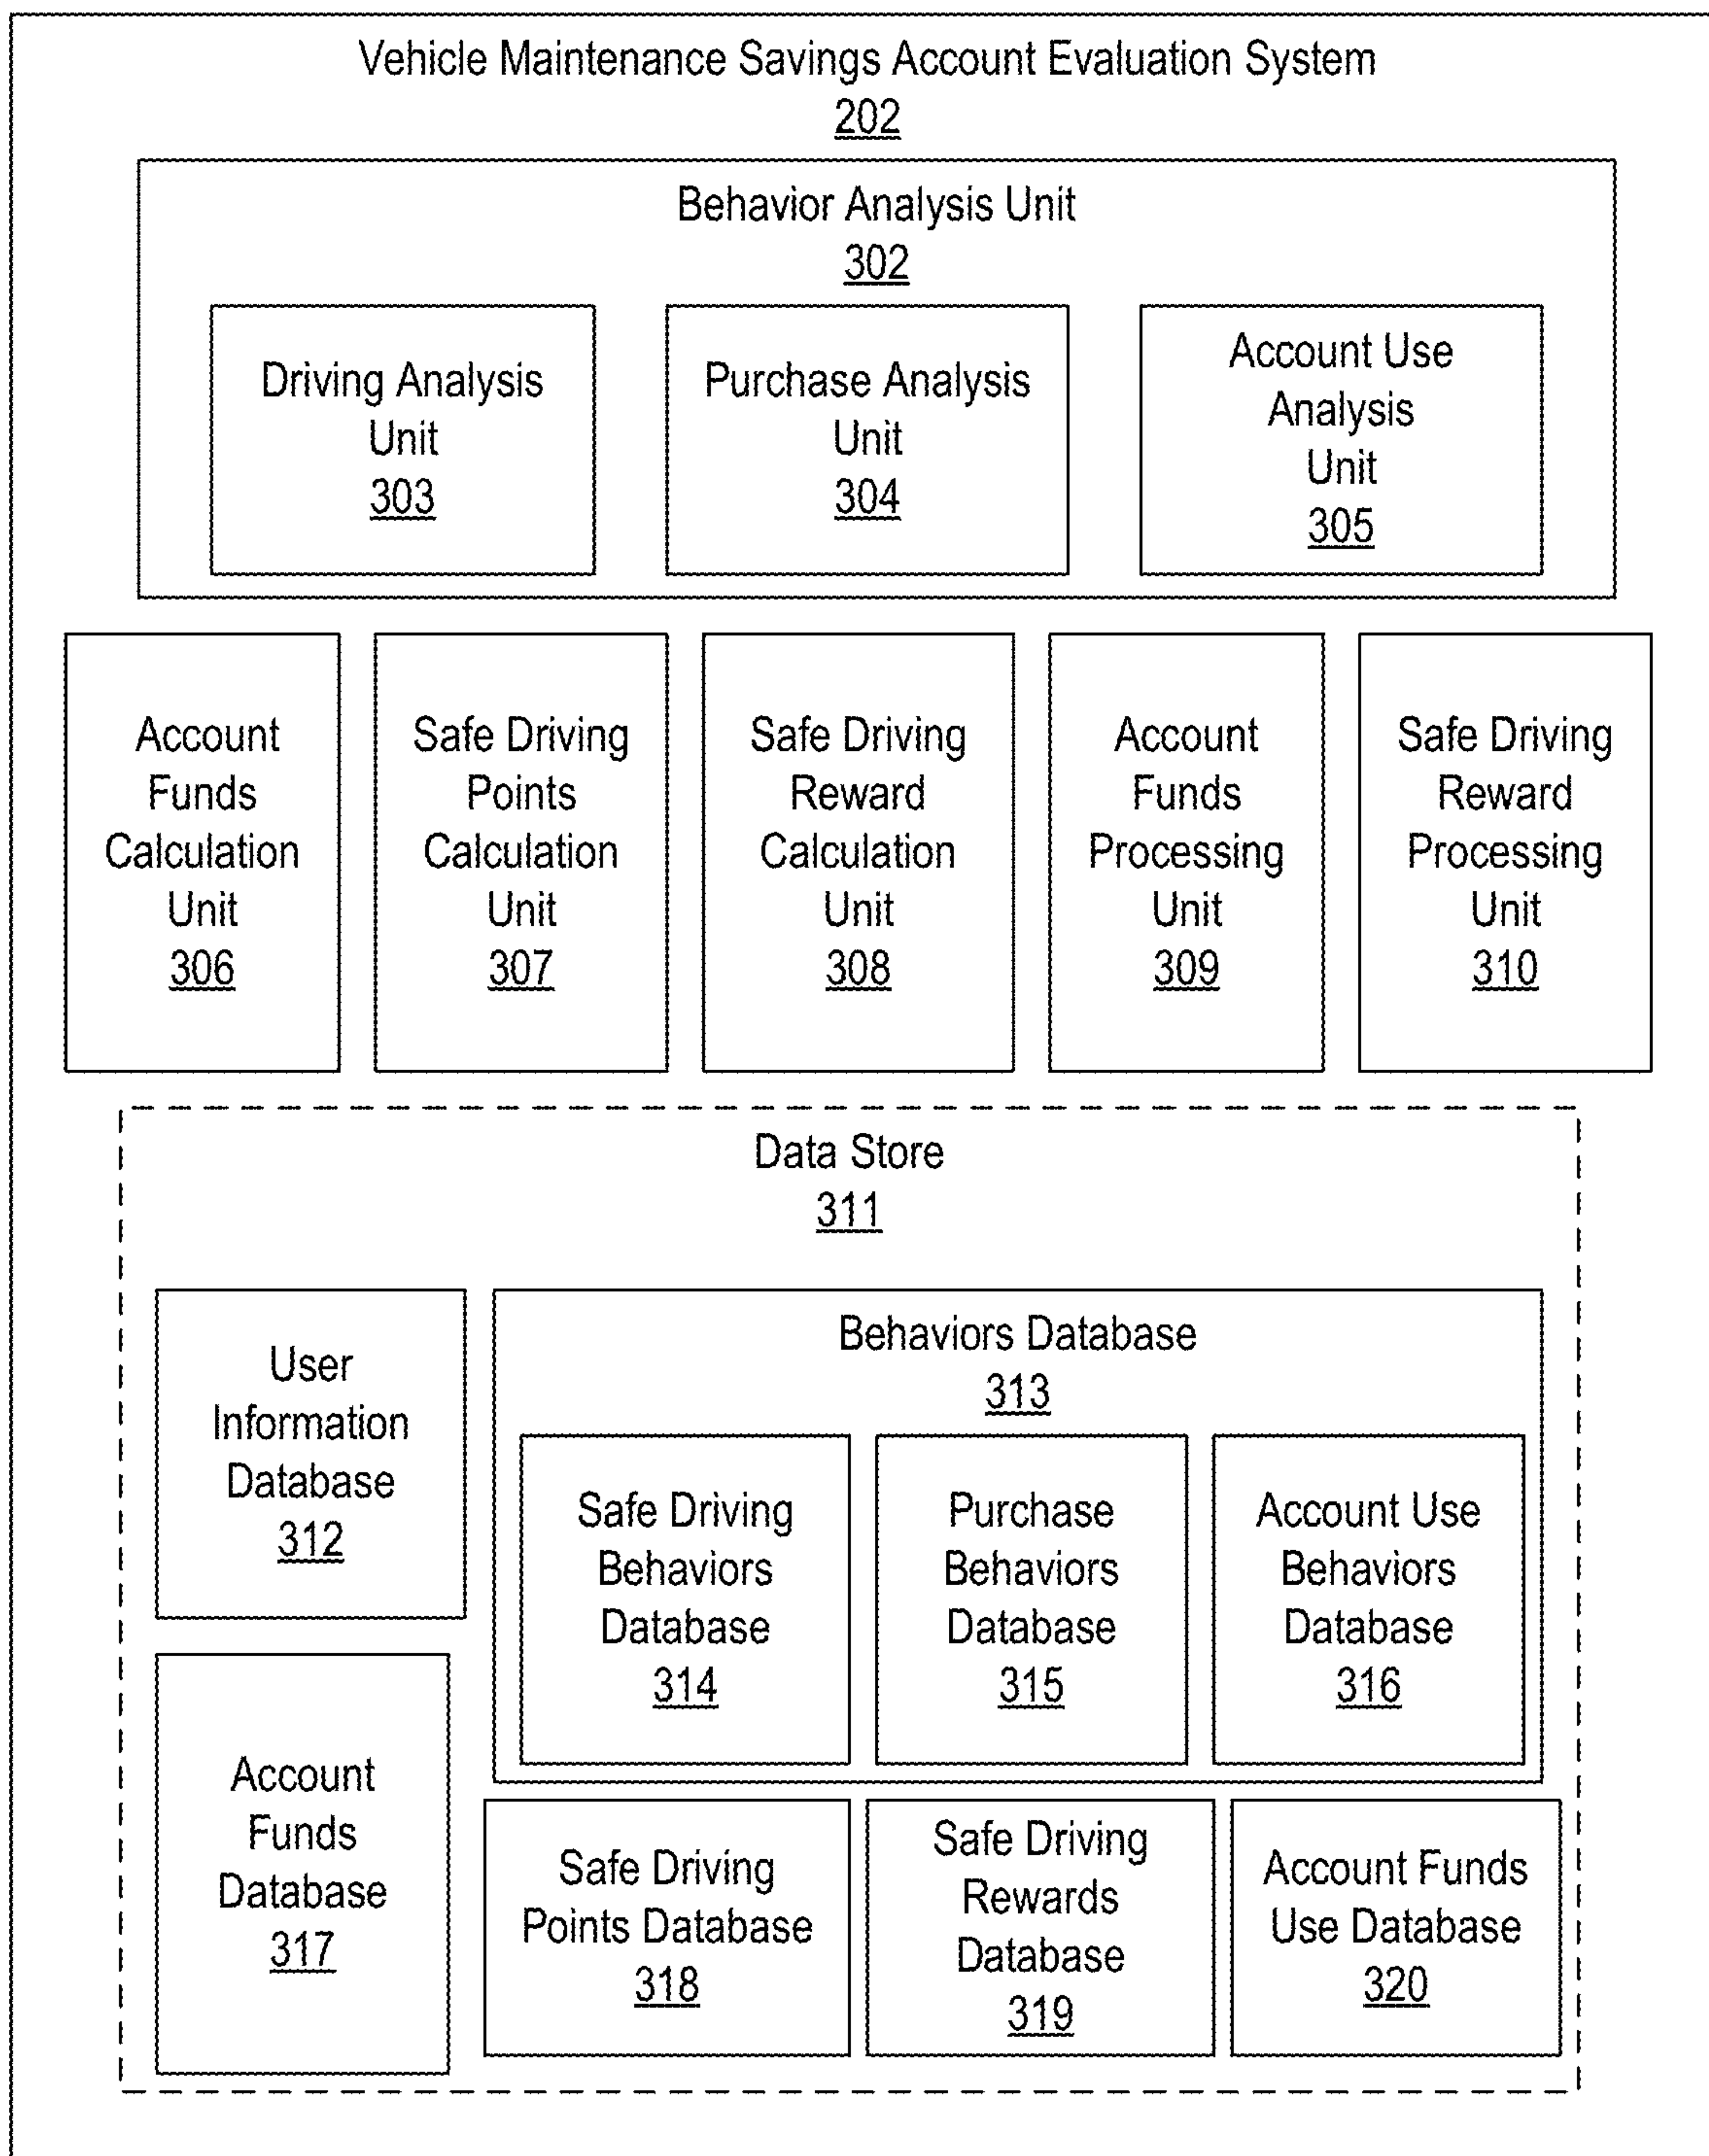 Vehicle Maintenance Savings Account Evaluation System
202
Behavior Analysis Unit
302
Driving Analysis
Unit
303
Purchase Analysis
Unit
304
Account Use
Analysis
Unit
305
Account
Funds
Calculation
Unit
306
Safe Driving
Points
Calculation
Unit
307
Safe Driving
Reward
Calculation
Unit
308
Account
Funds
Processing
Unit
309
Safe Driving
Reward
Processing
Unit
310
Data Store
311
User
Information
Database
312
Behaviors Database
313
Safe Driving
Behaviors
Database
314
Purchase
Behaviors
Database
315
Account Use
Behaviors
Database
316
Account
Funds
Database
317
Safe Driving
Points Database
318
Safe Driving
Rewards
Database
319
Account Funds
Use Database
320